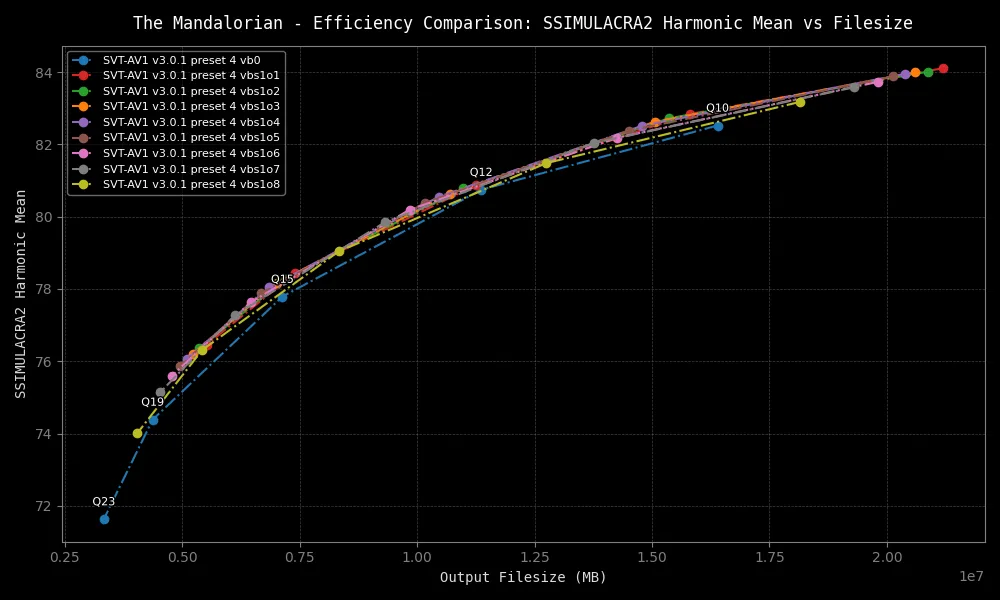 The Mandalorian - Efficiency Comparison: SSIMULACRA2 Harmonic Mean vs Filesize
SVT-AV1 v3.0.1 preset 4 vb0
SVT-AV1 v3.0.1 preset 4 vbs1o1
SVT-AV1 v3.0.1 preset 4 vbs1o2
SVT-AV1 v3.0.1 preset 4 vbs1o3
SVT-AV1 v3.0.1 preset 4 vbs1o4
SVT-AV1 v3.0.1 preset 4 vbs1o5
SVT-AV1 v3.0.1 preset 4 vbs1o6
SVT-AV1 v3.0.1 preset 4 vbs1o7
SVT-AV1 v3.0.1 preset 4 vbs1o8
84
82
80
78
76
74
72
SSIMULACRA2 Harmonic Mean
Q10
Q12
Q15
Q19
Q23
0.25 0.50 0.75 1.00 1.25 1.50 1.75 2.00
1e7
Output Filesize (MB)